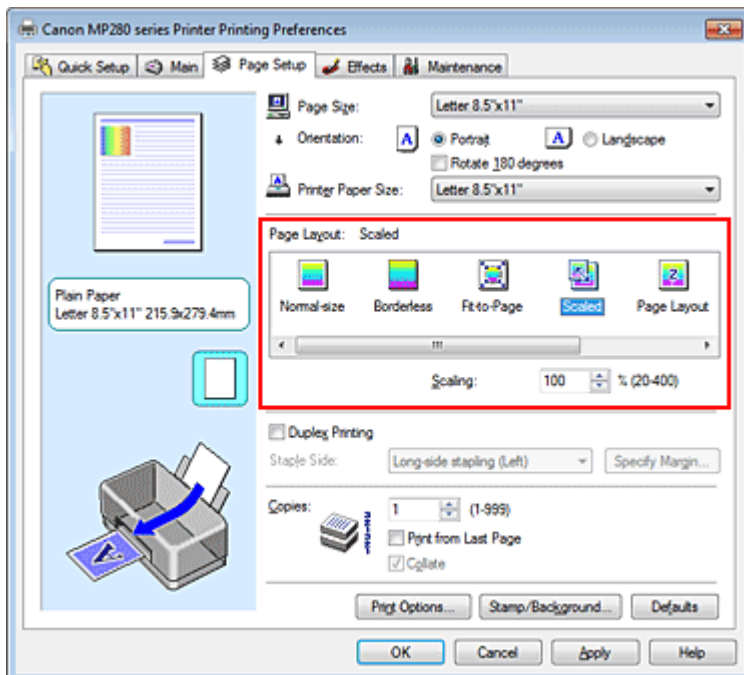 Canon MP280 series Printer Printing Preferences
Quick Setup Main Page Setup Effects Maintenance
Page Size: Letter 8.5"x11"
Orientation: A Portrait A Landscape
Rotate 180 degrees
Printer Paper Size: Letter 8.5"x11"
Page Layout: Scaled
Normal-size Borderless Fit-to-Page Scaled Page Layout
Plain Paper
Letter 8.5"x11" 215.9x279.4mm
Scaling: 100 % (20-400)
Duplex Printing
Staple Side: Long-side stapling (Left) Specify Margin...
Copies: 1 (1-999)
Print from Last Page
Collate
Print Options... Stamp/Background... Defaults
OK Cancel Apply Help